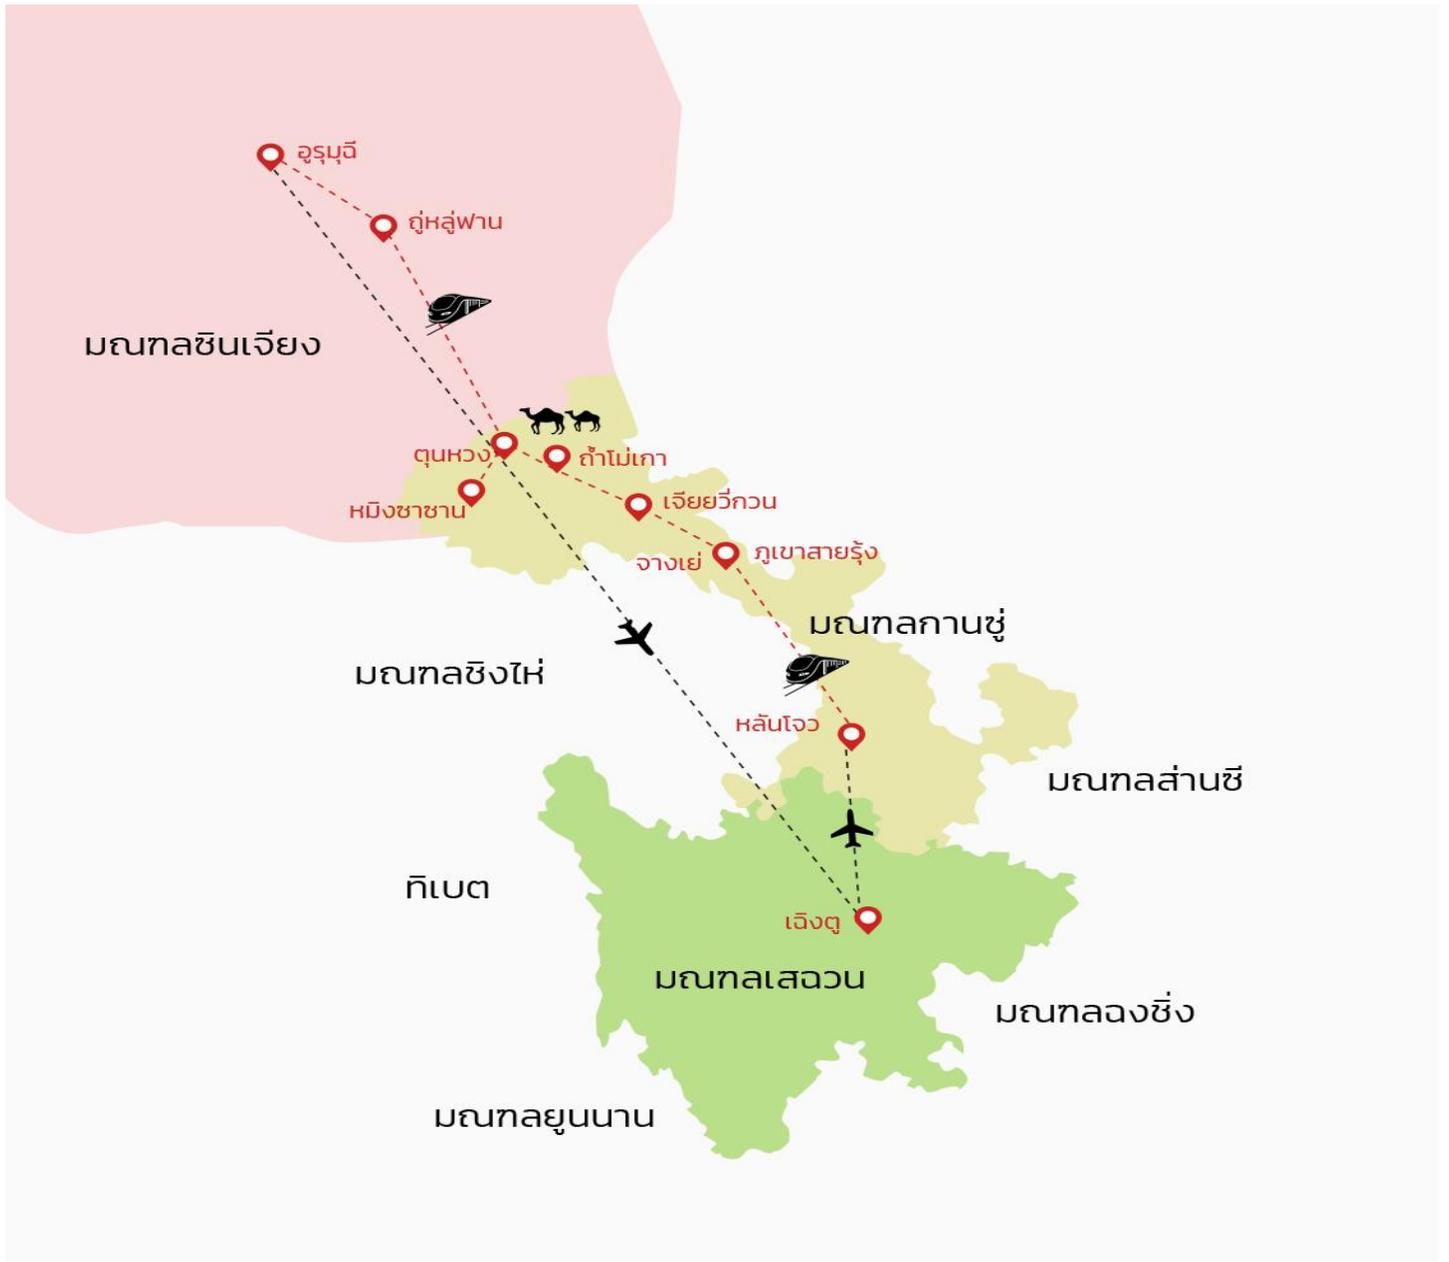 อูรุมุฉี
ถู่หลู่ฟาน
มณฑลซินเจียง
ตุนหวง
ถ้ำโม่เกา
หมิงซาซาน
เจียยวี่กวน
จางเย่
ภูเขาสายรุ้ง
มณฑลกานซู่
มณฑลชิงไห่
หลันโจว
มณฑลส่านซี
ทิเบต
เฉิงตู
มณฑลเสฉวน
มณฑลฉงชิ่ง
มณฑลยูนนาน